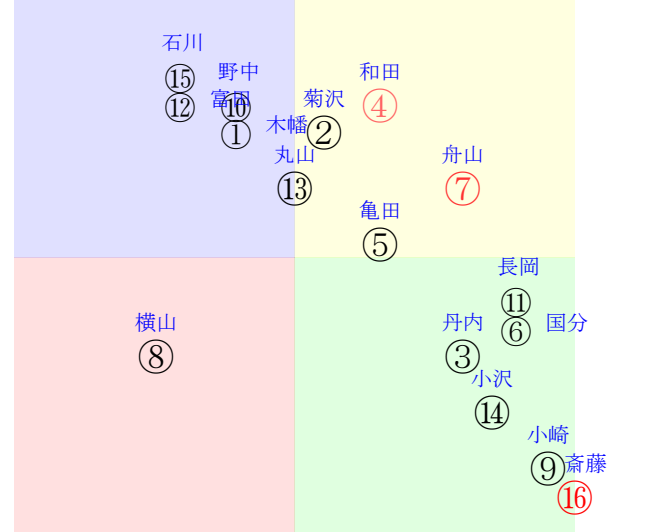 石川
野中
和田
⑮
富田
菊沢
⑫
⑩
④
木幡
①
②
丸山
舟山
⑬
⑦
亀田
⑤
長岡
⑪
横山
丹内
⑥
国分
⑧
③
小沢
⑭
小崎
⑨
斎藤
⑯